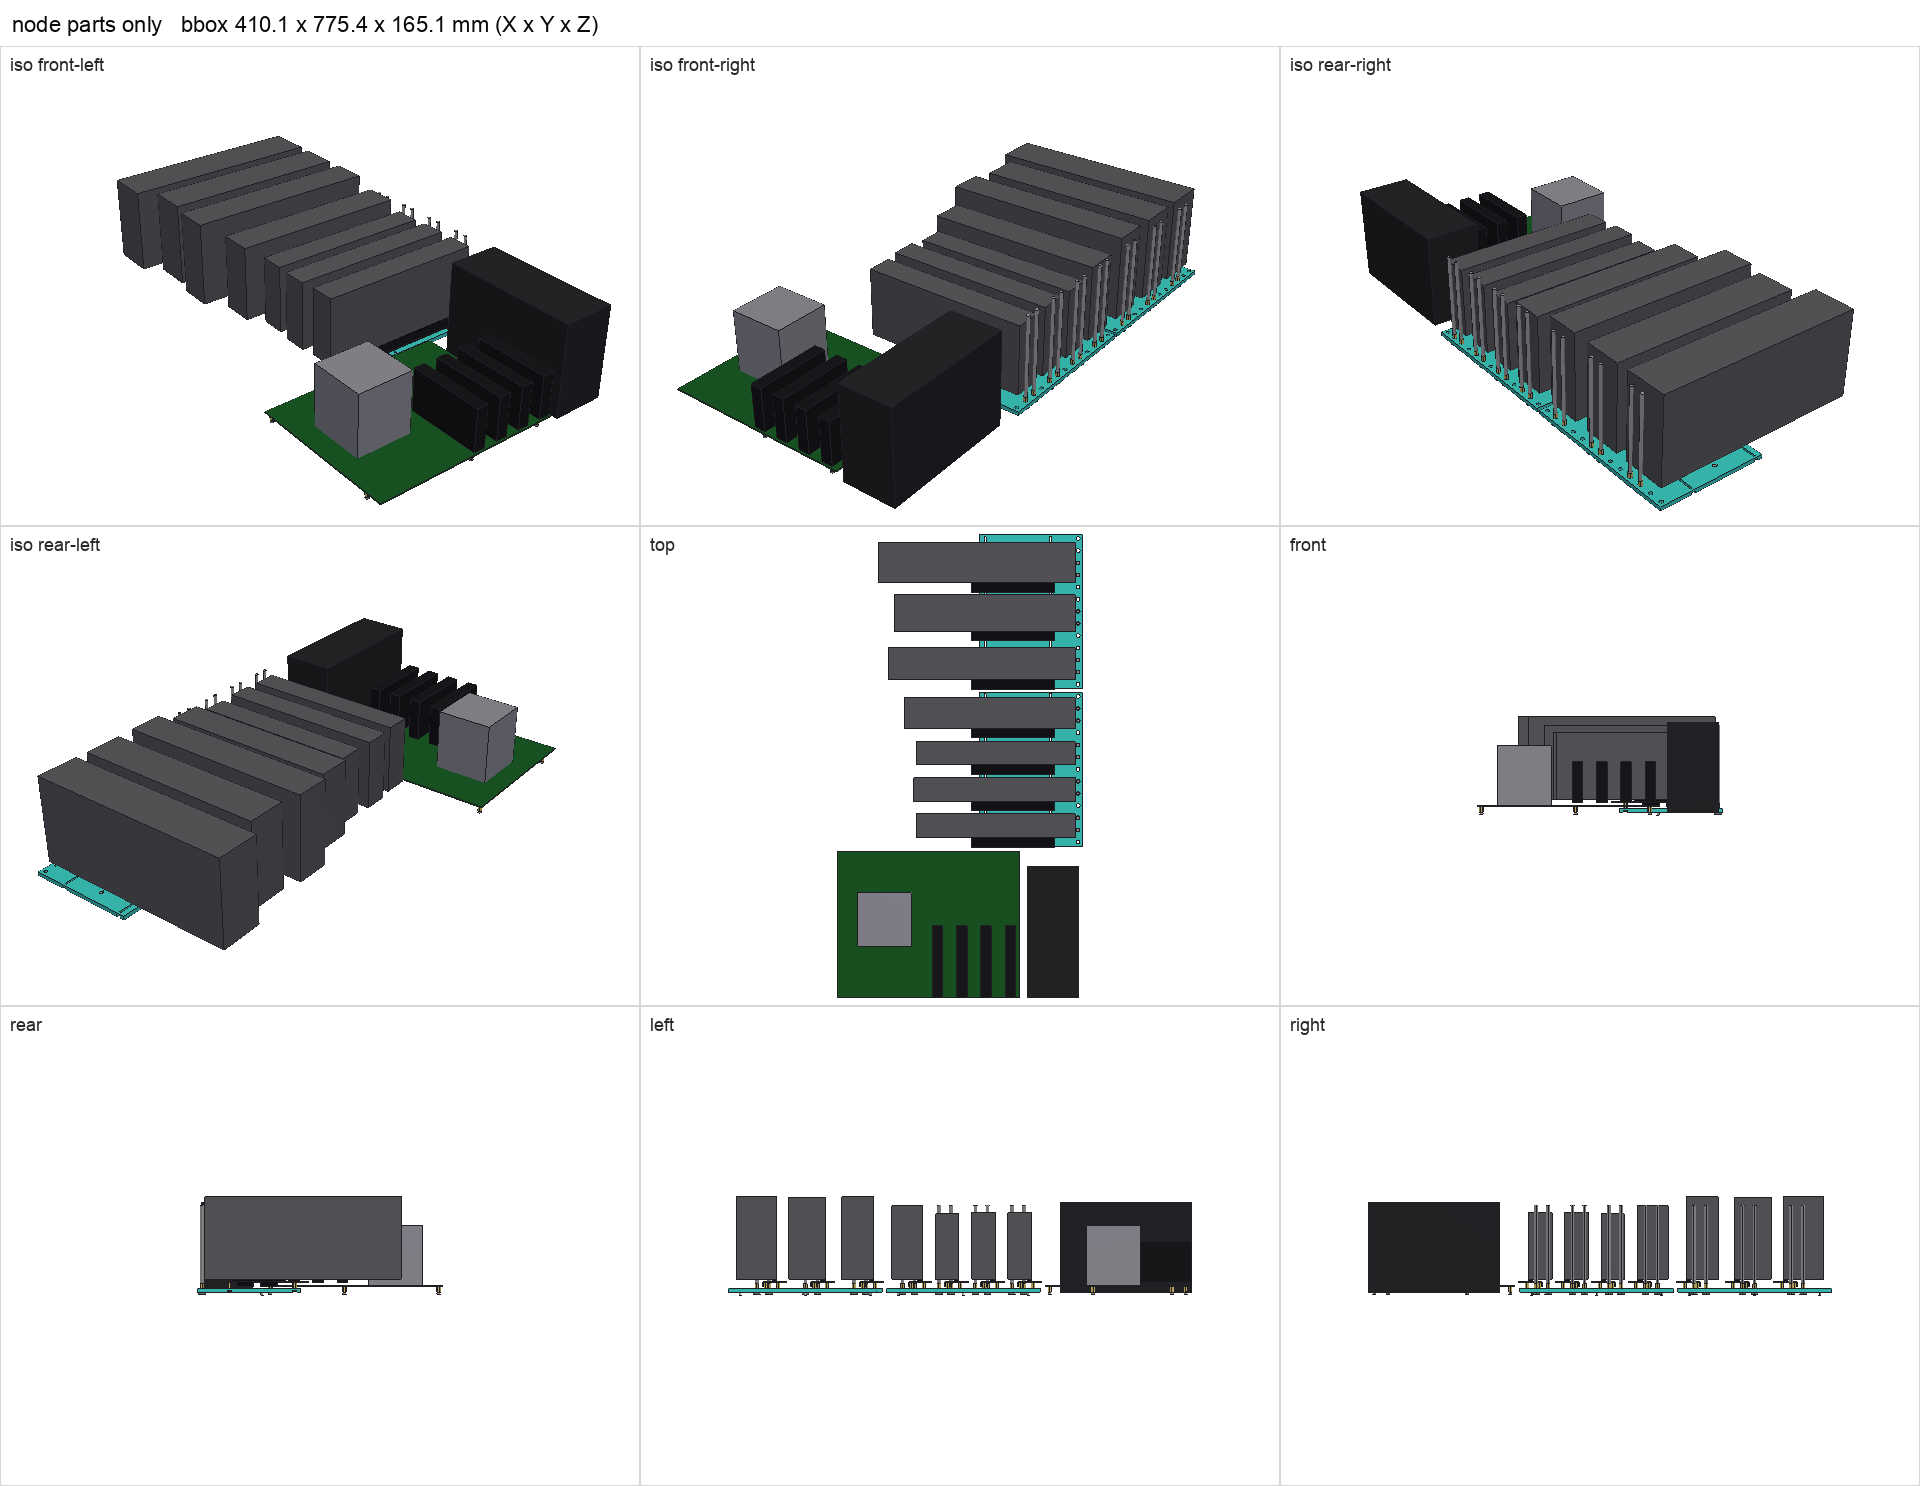 node parts only   bbox 410.1 x 775.4 x 165.1 mm (X x Y x Z)
iso front-left
iso front-right
iso rear-right
iso rear-left
top
front
rear
left
right